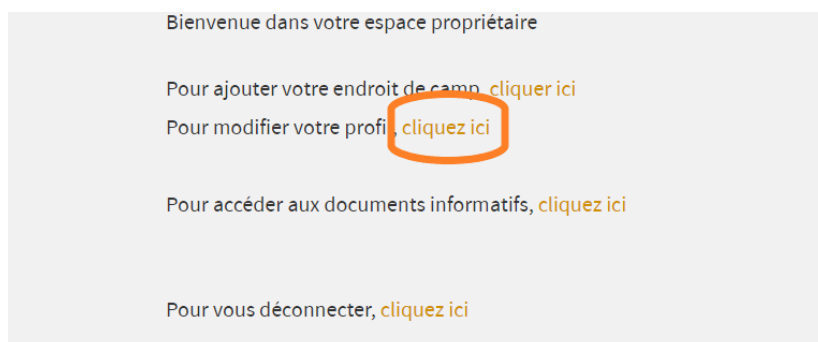 Bienvenue dans votre espace propriétaire
Pour ajouter votre endroit de camp, cliquer ici
Pour modifier votre profil, cliquez ici
Pour accéder aux documents informatifs, cliquez ici
Pour vous déconnecter, cliquez ici